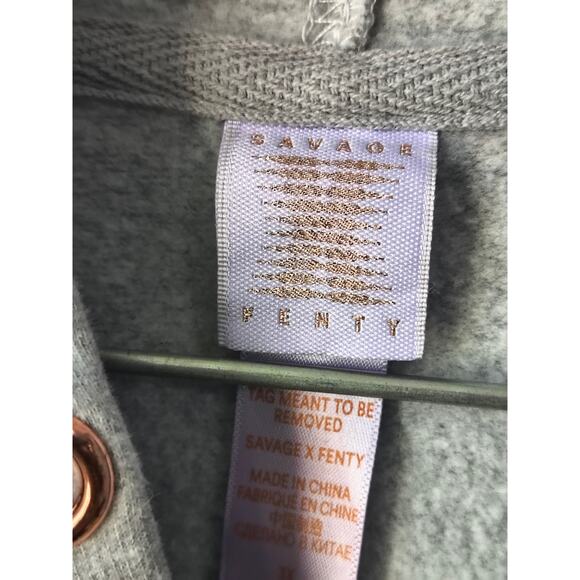 SAVAGE
FENTY
TAG MEANT TO BE
REMOVED
SAVAGE X FENTY
MADE IN CHINA
FABRIQUE EN CHINE
中国制造
СДЕЛАНО В КИТАЕ